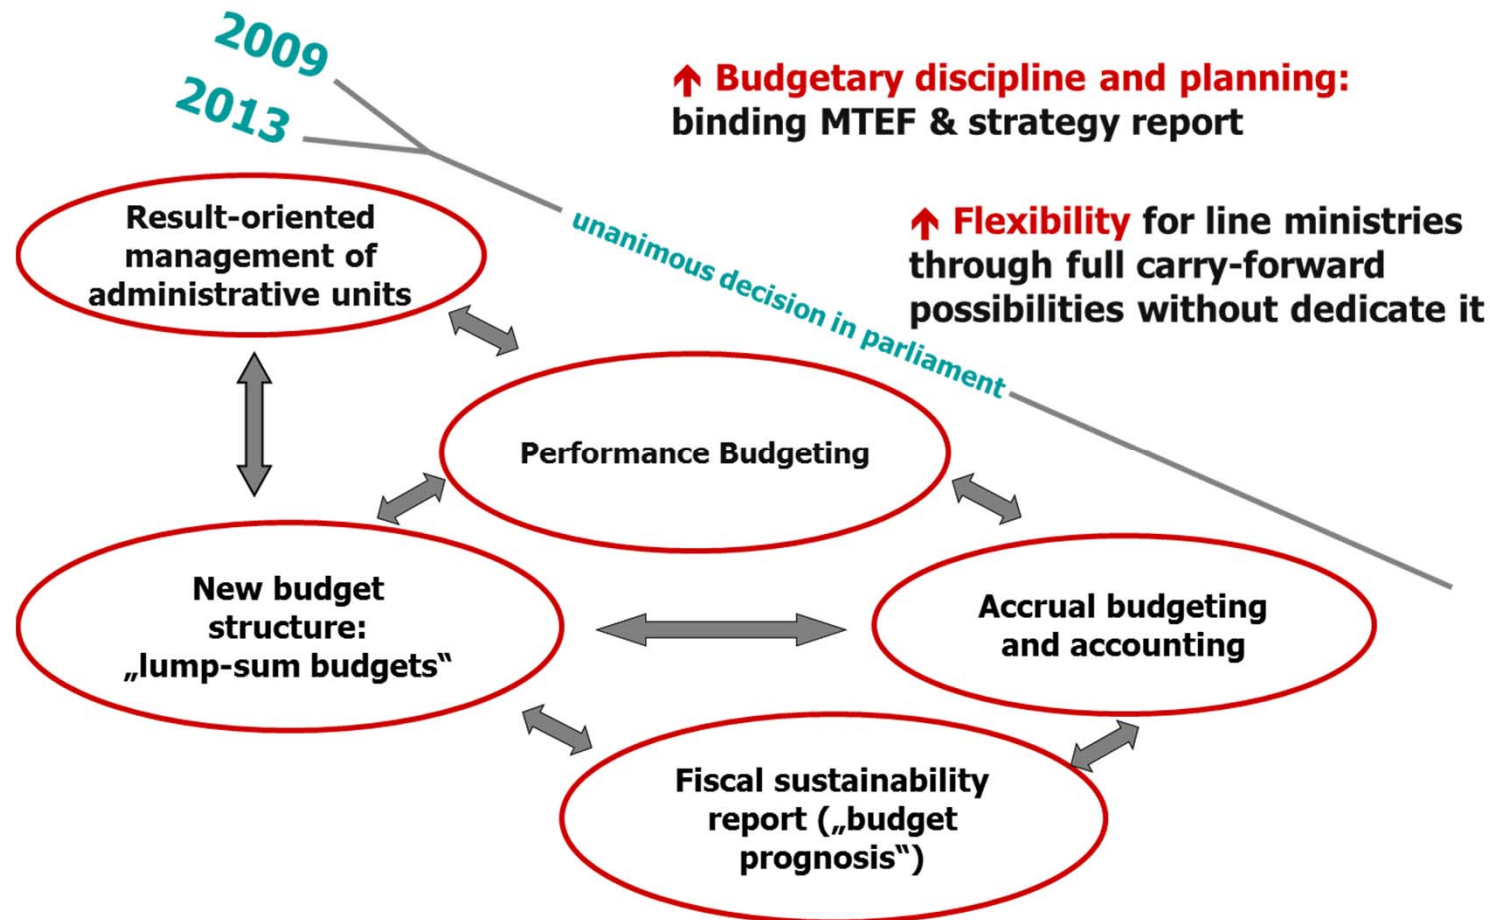 2009
2013
↑ Budgetary discipline and planning:
binding MTEF & strategy report
↑ Flexibility for line ministries
through full carry-forward
possibilities without dedicate it
unanimous decision in parliament
Result-oriented
management of
administrative units
Performance Budgeting
New budget
structure:
„lump-sum budgets“
Accrual budgeting
and accounting
Fiscal sustainability
report („budget
prognosis“)